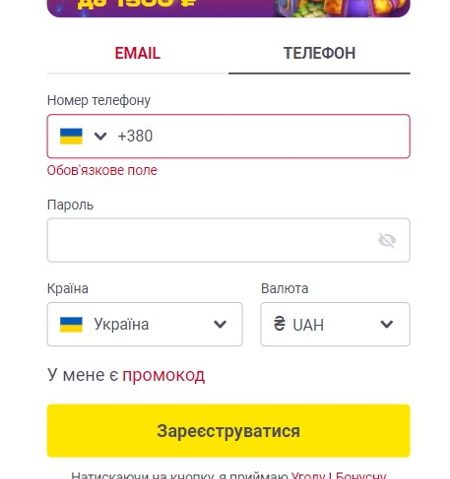 до 1500 ₴
EMAIL
ТЕЛЕФОН
Номер телефону
+380
Обов'язкове поле
Пароль
Країна
Валюта
Україна
₴ UAH
У мене є промокод
Зареєструватися
Натискаючи на кнопку, я приймаю Угоду І Бонусну